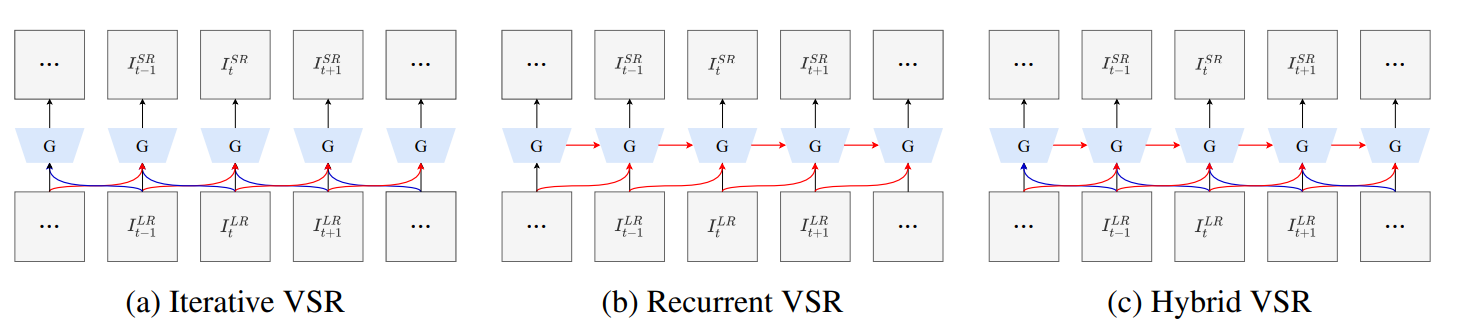 ... I_{t-1}^{SR} I_t^{SR} I_{t+1}^{SR} ... ... I_{t-1}^{SR} I_t^{SR} I_{t+1}^{SR} ... ... I_{t-1}^{SR} I_t^{SR} I_{t+1}^{SR} ...
G G G G G G G G G G G G G G G
... I_{t-1}^{LR} I_t^{LR} I_{t+1}^{LR} ... ... I_{t-1}^{LR} I_t^{LR} I_{t+1}^{LR} ... ... I_{t-1}^{LR} I_t^{LR} I_{t+1}^{LR} ...
(a) Iterative VSR (b) Recurrent VSR (c) Hybrid VSR